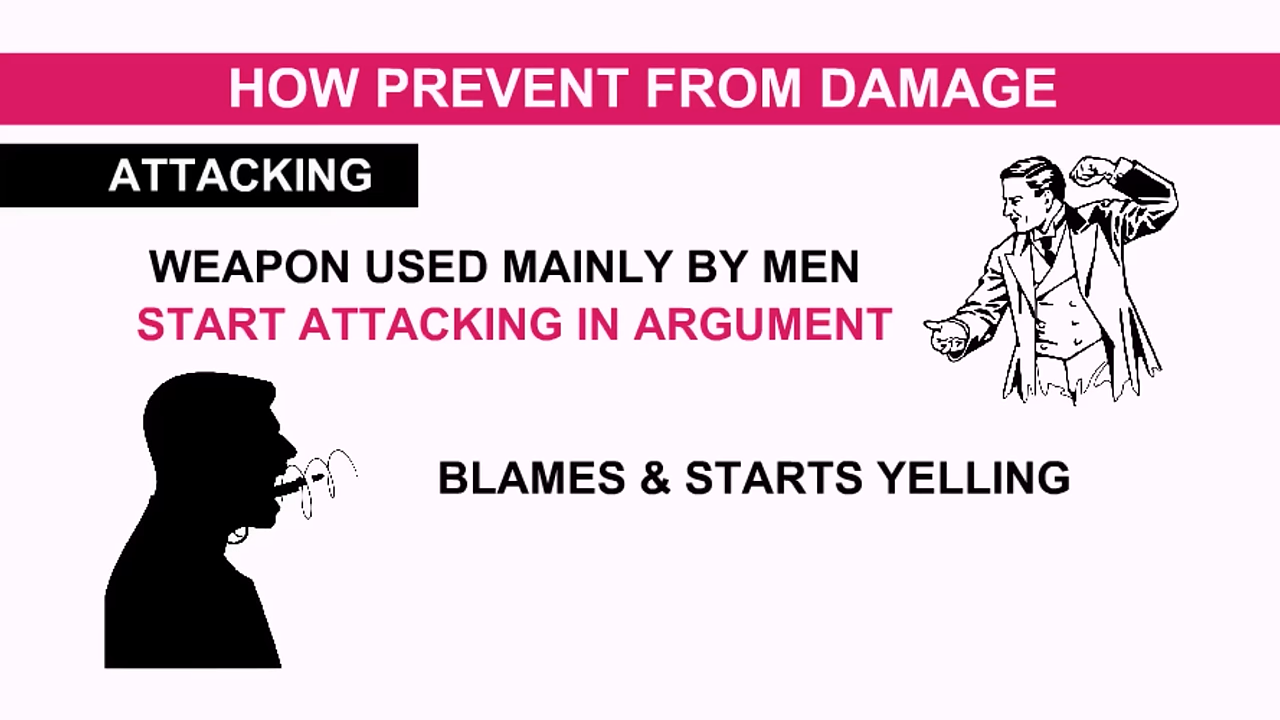 HOW PREVENT FROM DAMAGE
ATTACKING
WEAPON USED MAINLY BY MEN
START ATTACKING IN ARGUMENT
BLAMES & STARTS YELLING